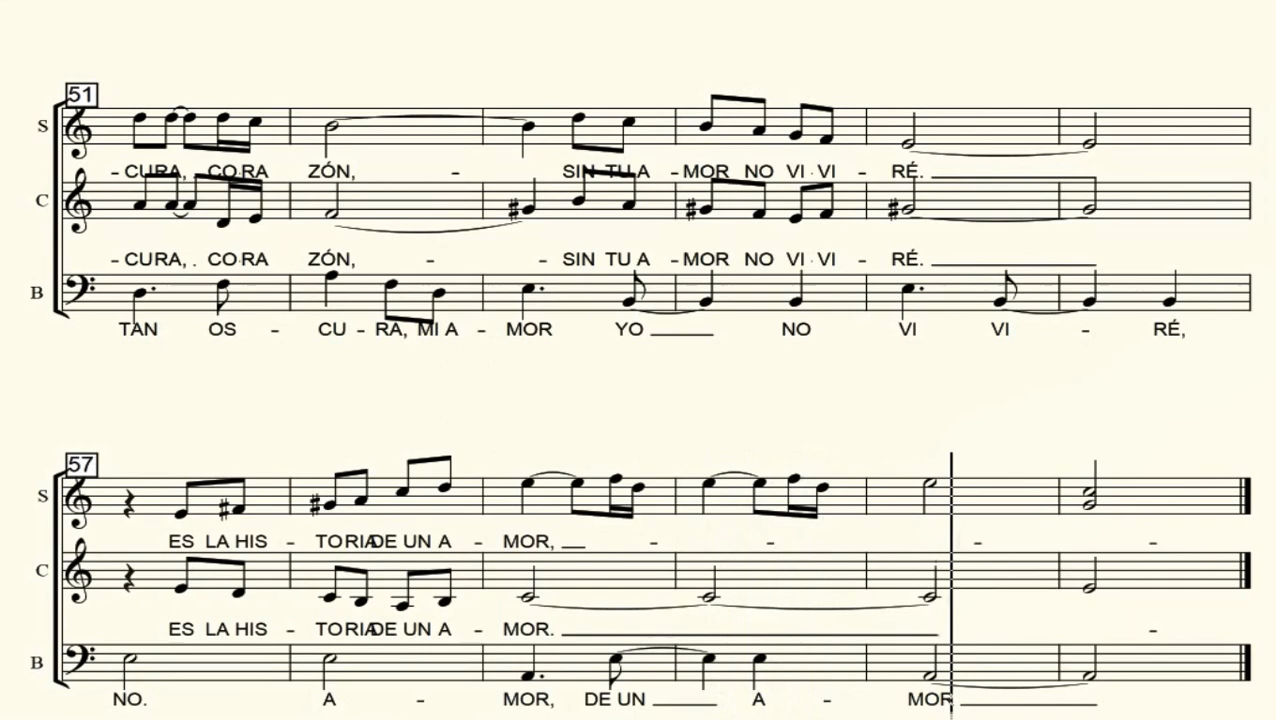 51
S
- CURA, CO.RA ZÓN, - SIN TU A - MOR NO VI · VI - RÉ.
C
- CURA, . CO.RA ZÓN, - - SIN TU A - MOR NO VI · VI - RÉ.
B
TAN OS - CU - RA, MI A - MOR YO NO VI VI - RÉ,
57
S
ES LA HIS - TORIA DE UN A - MOR, - - - -
C
ES LA HIS - TORIA DE UN A - MOR. -
B
NO. A - MOR, DE UN A - MOR